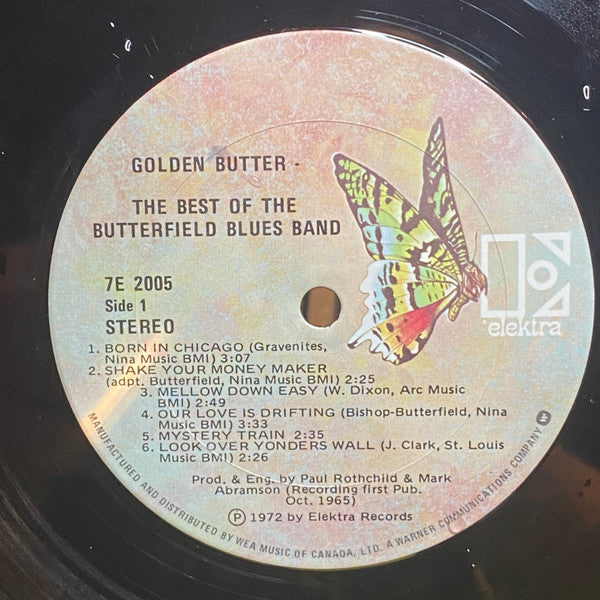 GOLDEN BUTTER -
THE BEST OF THE
BUTTERFIELD BLUES BAND
7E 2005
Side 1
STEREO
elektra
1. BORN IN CHICAGO (Gravenites,
Nina Music BMI) 3:07
2. SHAKE YOUR MONEY MAKER
(adpt. Butterfield, Nina Music BMI) 2:25
3. MELLOW DOWN EASY (W. Dixon, Arc Music
BMI) 2:49
4. OUR LOVE IS DRIFTING (Bishop-Butterfield, Nina
Music BMI) 3:33
5. MYSTERY TRAIN 2:35
6. LOOK OVER YONDERS WALL (J. Clark, St. Louis
Music BMI) 2:26
Prod. & Eng. by Paul Rothchild & Mark
Abramson (Recording first Pub.
Oct. 1965)
Ⓟ 1972 by Elektra Records
MANUFACTURED AND DISTRIBUTED BY WEA MUSIC OF CANADA, LTD. A WARNER COMMUNICATIONS COMPANY